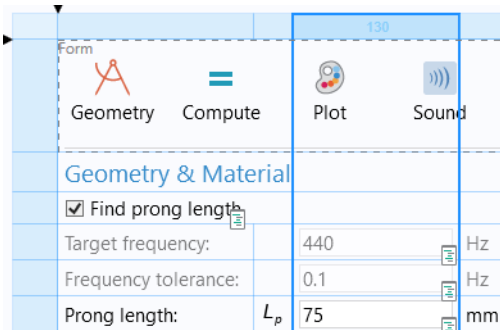 130
Form
Geometry Compute Plot Sound
Geometry & Material
Find prong length
Target frequency: 440 Hz
Frequency tolerance: 0.1 Hz
Prong length: Lp 75 mm